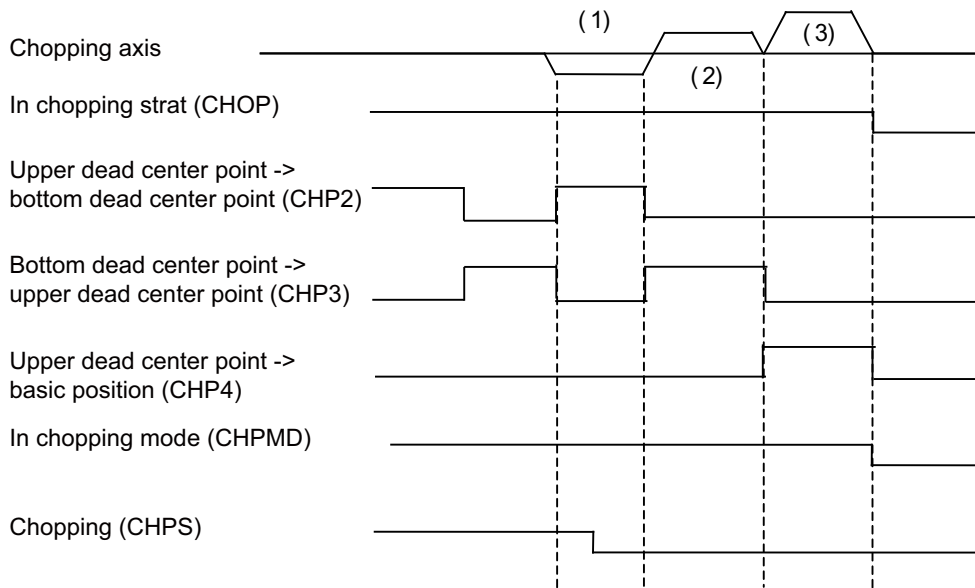 ( 1 )
( 3 )
Chopping axis
( 2 )
In chopping strat (CHOP)
Upper dead center point ->
bottom dead center point (CHP2)
Bottom dead center point ->
upper dead center point (CHP3)
Upper dead center point ->
basic position (CHP4)
In chopping mode (CHPMD)
Chopping (CHPS)